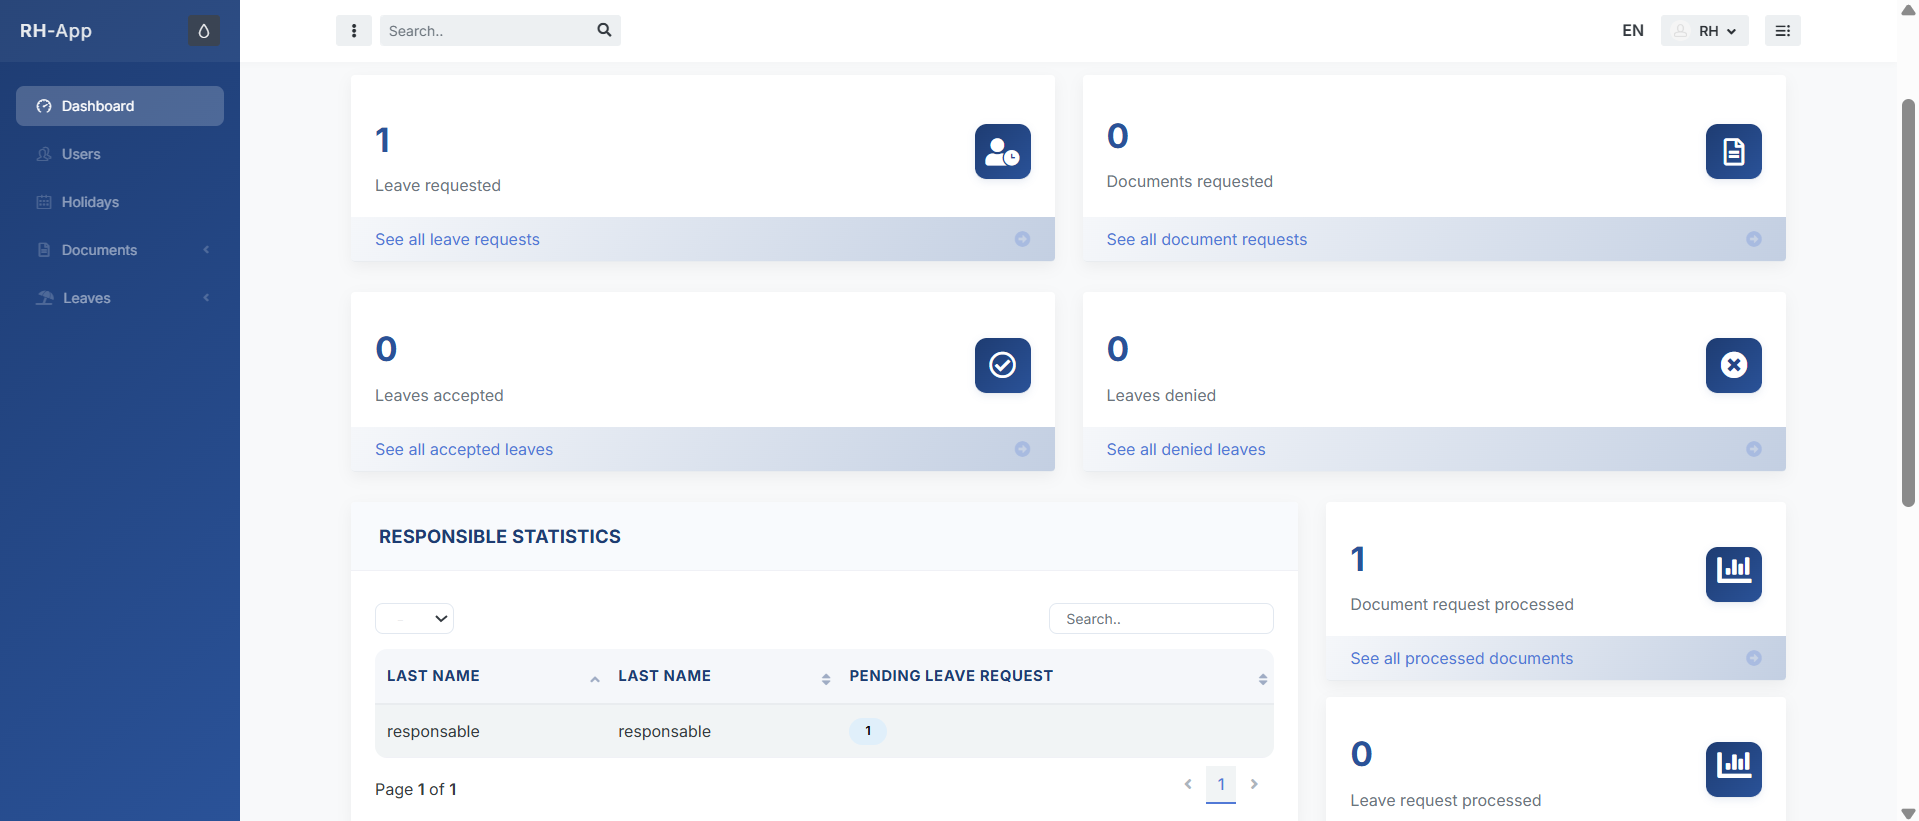 RH-App
Search..
EN
RH
Dashboard
Users
Holidays
Documents
Leaves
1
Leave requested
See all leave requests
0
Documents requested
See all document requests
0
Leaves accepted
See all accepted leaves
0
Leaves denied
See all denied leaves
RESPONSIBLE STATISTICS
Search..
LAST NAME LAST NAME PENDING LEAVE REQUEST
responsable responsable 1
Page 1 of 1
1
1
Document request processed
See all processed documents
0
Leave request processed